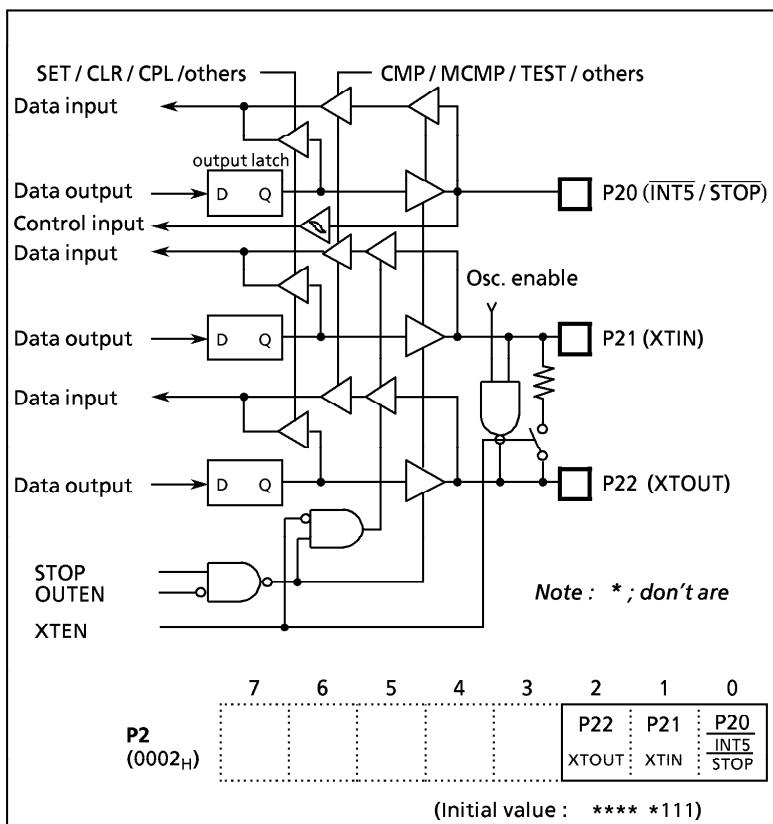 SET / CLR / CPL /others
CMP / MCMP / TEST / others
Data input
output latch
Data output
D Q
P20 (INT5 / STOP)
Control input
Data input
Osc. enable
Data output
D Q
P21 (XTIN)
Data input
Data output
D Q
P22 (XTOUT)
STOP
OUTEN
XTEN
Note : * ; don't are
7 6 5 4 3 2 1 0
P2
(0002H)
P22 P21 P20
XTOUT XTIN INT5
STOP
(Initial value : **** *111)